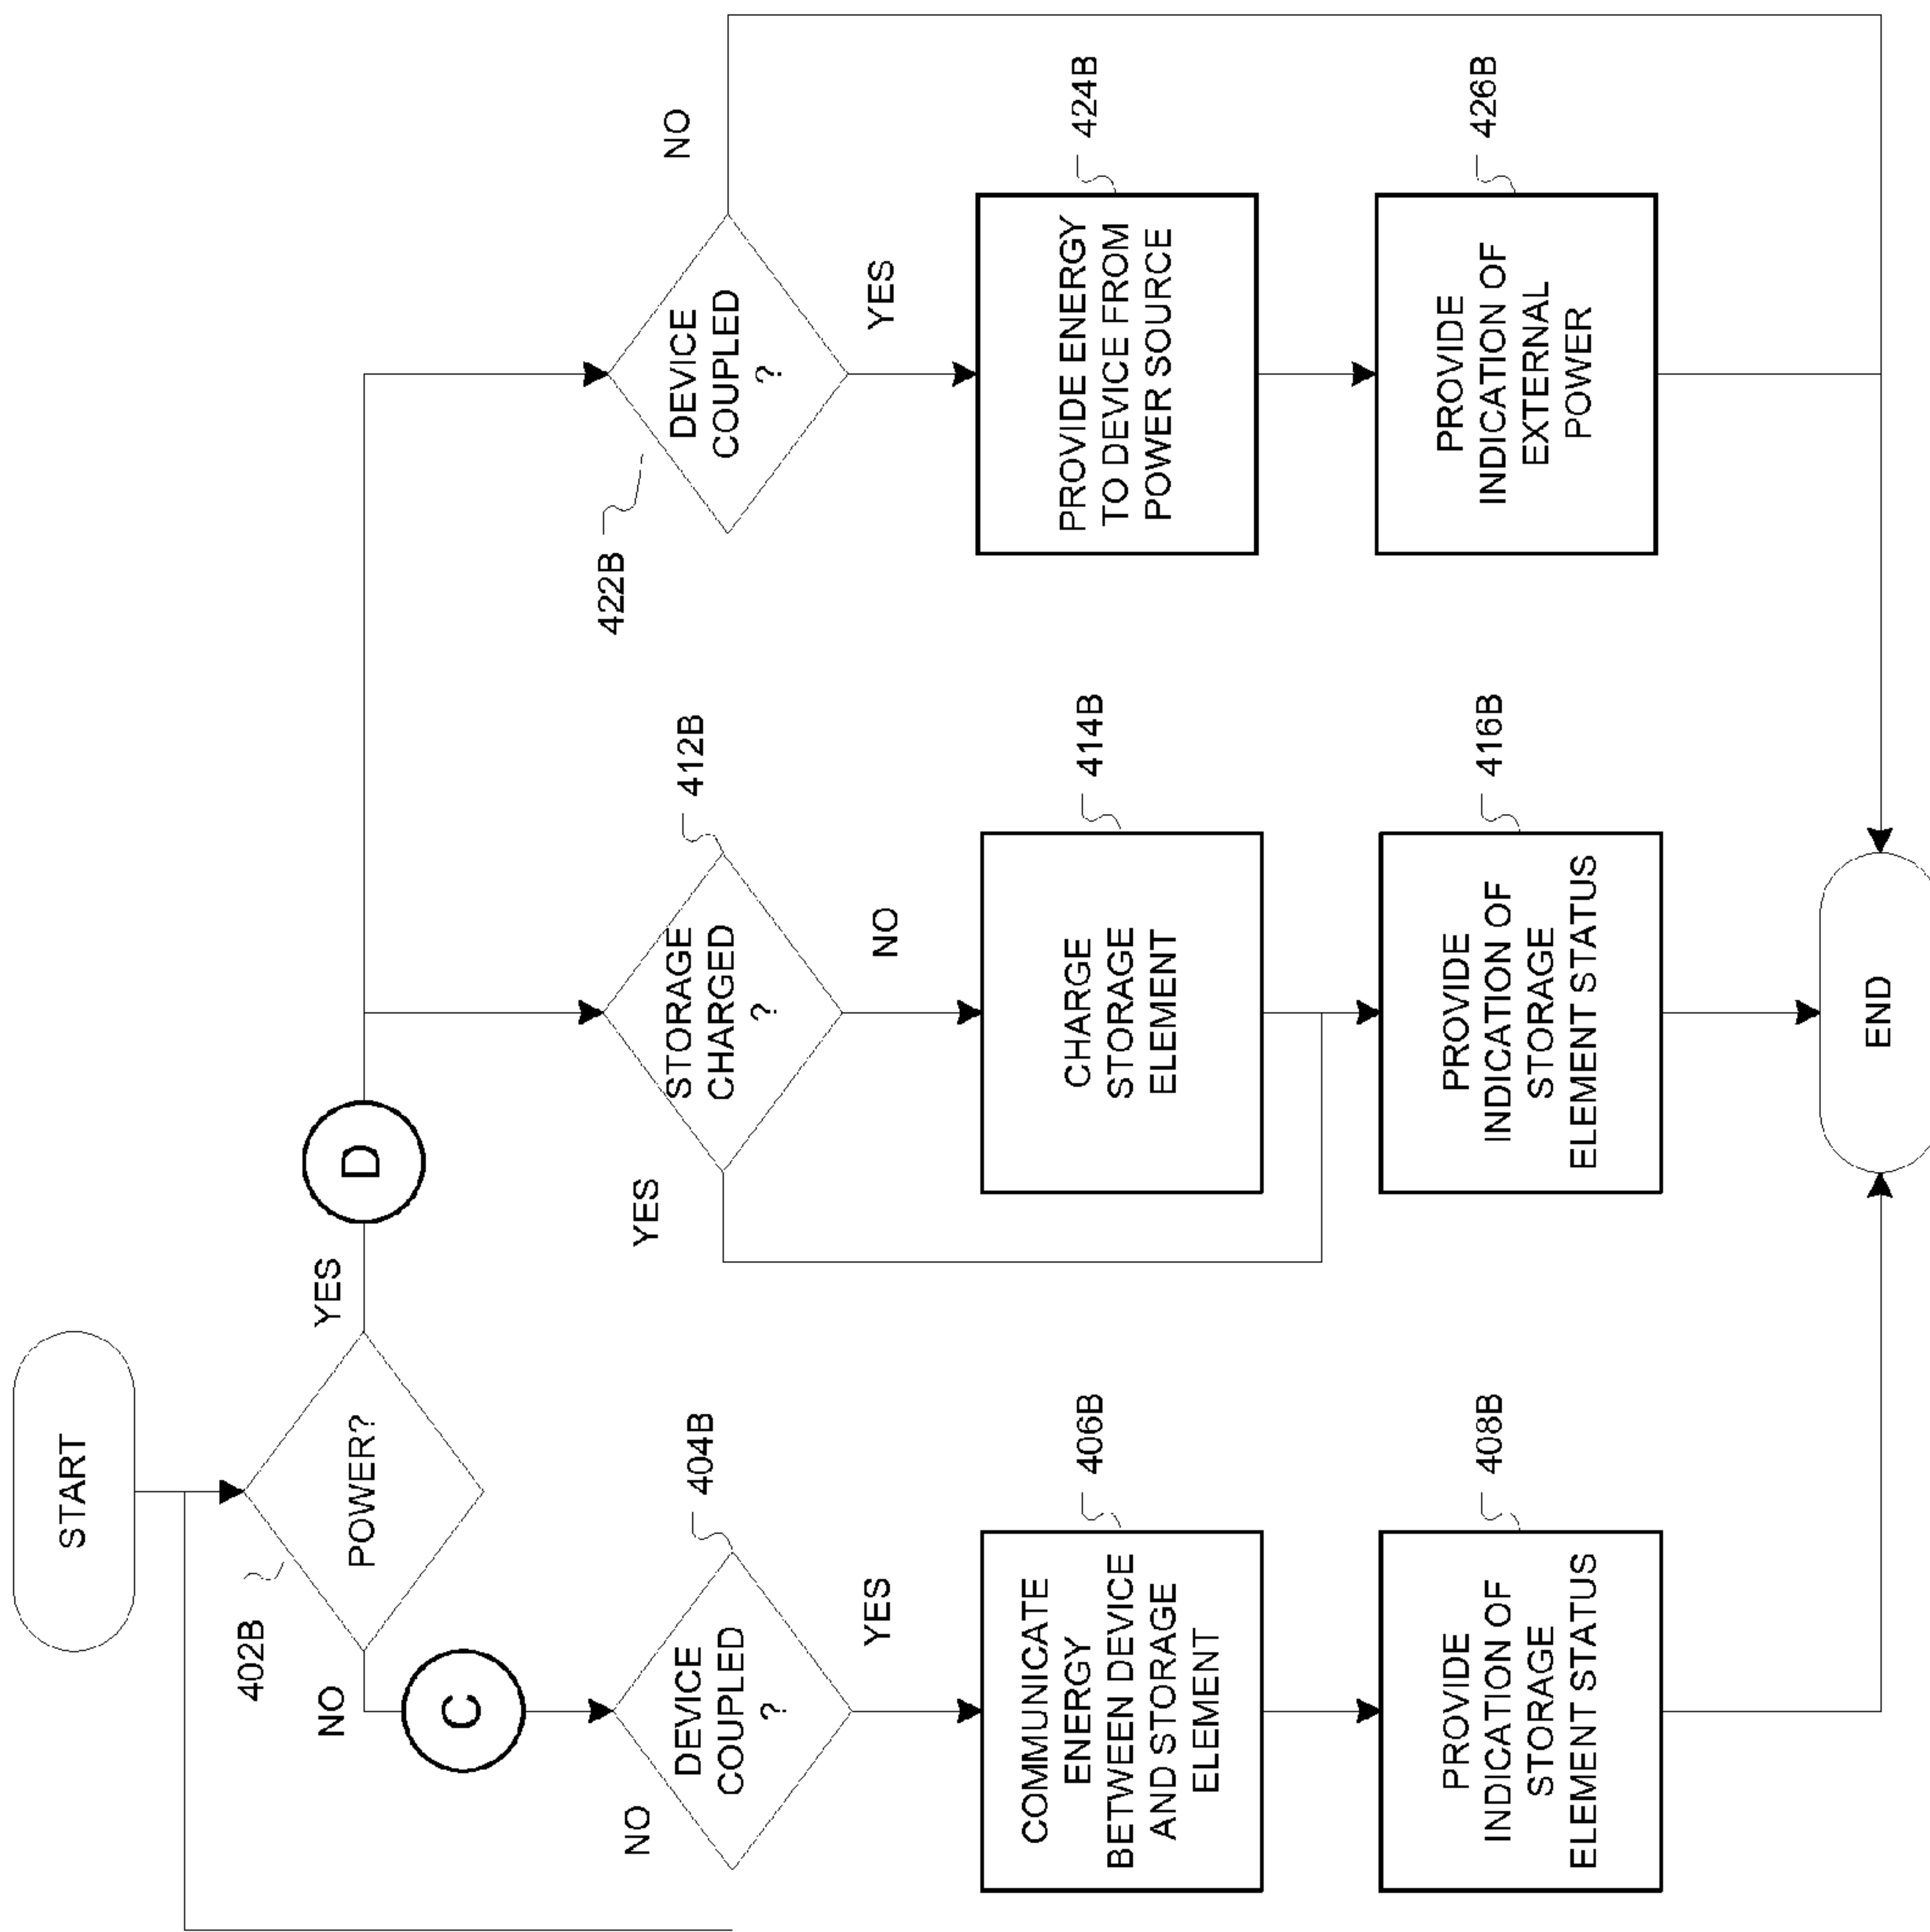 START
402B
POWER?
NO
YES
C
D
NO
DEVICE
COUPLED
?
404B
YES
COMMUNICATE
ENERGY
BETWEEN DEVICE
AND STORAGE
ELEMENT
406B
PROVIDE
INDICATION OF
STORAGE
ELEMENT STATUS
408B
YES
STORAGE
CHARGED
?
412B
NO
CHARGE
STORAGE
ELEMENT
414B
PROVIDE
INDICATION OF
STORAGE
ELEMENT STATUS
416B
422B
DEVICE
COUPLED
?
NO
YES
PROVIDE ENERGY
TO DEVICE FROM
POWER SOURCE
424B
PROVIDE
INDICATION OF
EXTERNAL
POWER
426B
END